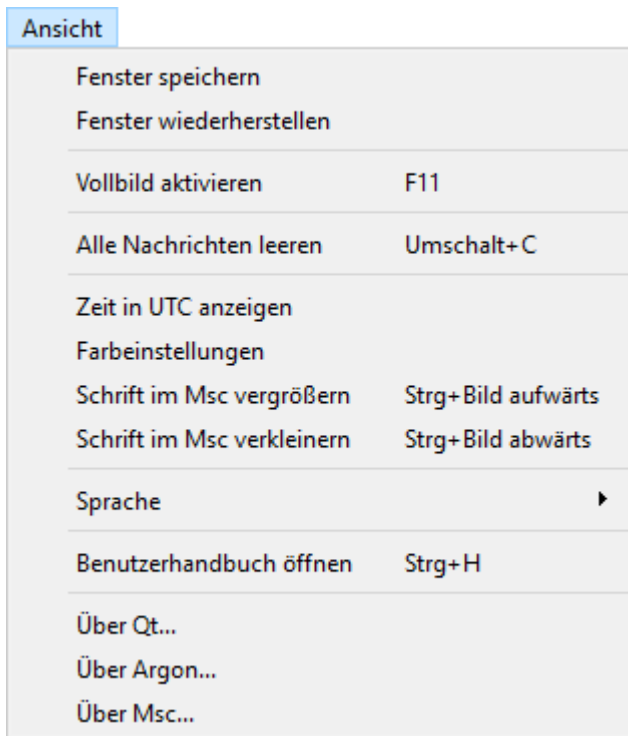 Ansicht
Fenster speichern
Fenster wiederherstellen
Vollbild aktivieren F11
Alle Nachrichten leeren Umschalt+C
Zeit in UTC anzeigen
Farbeinstellungen
Schrift im Msc vergrößern Strg+Bild aufwärts
Schrift im Msc verkleinern Strg+Bild abwärts
Sprache
Benutzerhandbuch öffnen Strg+H
Über Qt...
Über Argon...
Über Msc...